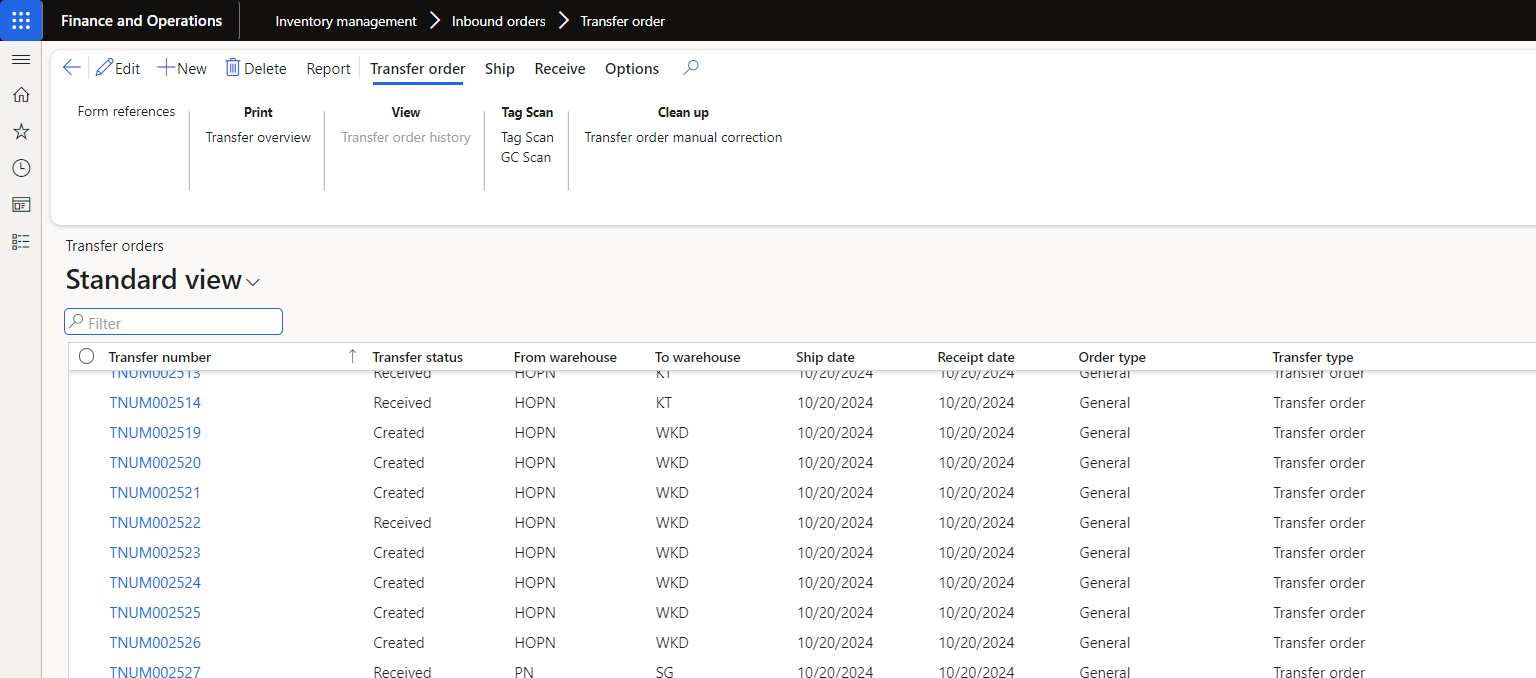 Finance and Operations Inventory management Inbound orders Transfer order
Edit New Delete Report Transfer order Ship Receive Options
Form references Print View Tag Scan Clean up
Transfer overview Transfer order history Tag Scan Transfer order manual correction
GC Scan
Transfer orders
Standard view
Filter
Transfer number Transfer status From warehouse To warehouse Ship date Receipt date Order type Transfer type
TNUM002513 Received HOPN KT 10/20/2024 10/20/2024 General Transfer order
TNUM002514 Received HOPN KT 10/20/2024 10/20/2024 General Transfer order
TNUM002519 Created HOPN WKD 10/20/2024 10/20/2024 General Transfer order
TNUM002520 Created HOPN WKD 10/20/2024 10/20/2024 General Transfer order
TNUM002521 Created HOPN WKD 10/20/2024 10/20/2024 General Transfer order
TNUM002522 Received HOPN WKD 10/20/2024 10/20/2024 General Transfer order
TNUM002523 Created HOPN WKD 10/20/2024 10/20/2024 General Transfer order
TNUM002524 Created HOPN WKD 10/20/2024 10/20/2024 General Transfer order
TNUM002525 Created HOPN WKD 10/20/2024 10/20/2024 General Transfer order
TNUM002526 Created HOPN WKD 10/20/2024 10/20/2024 General Transfer order
TNUM002527 Received PN SG 10/20/2024 10/20/2024 General Transfer order